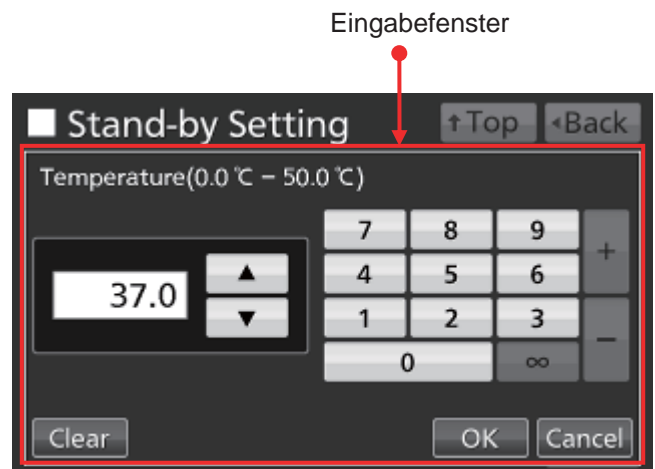 Eingabefenster
Stand-by Setting ↑Top ◂Back
Temperature(0.0 ℃ – 50.0 ℃)
7 8 9 +
37.0 ▲ 4 5 6
▼ 1 2 3 −
0 ∞
Clear OK Cancel